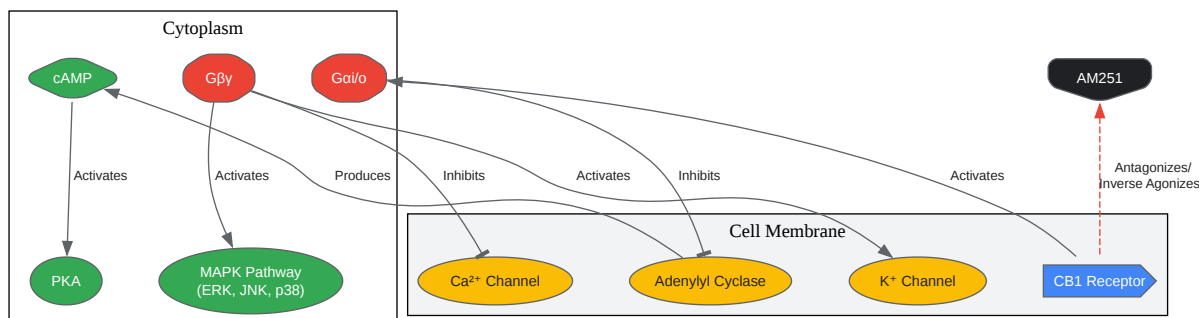 Cytoplasm
cAMP
Gβγ
Gαi/o
AM251
Activates
Activates
Produces
Inhibits
Activates
Inhibits
Activates
Antagonizes/
Inverse Agonizes
Cell Membrane
PKA
MAPK Pathway
(ERK, JNK, p38)
Ca²⁺ Channel
Adenylyl Cyclase
K⁺ Channel
CB1 Receptor